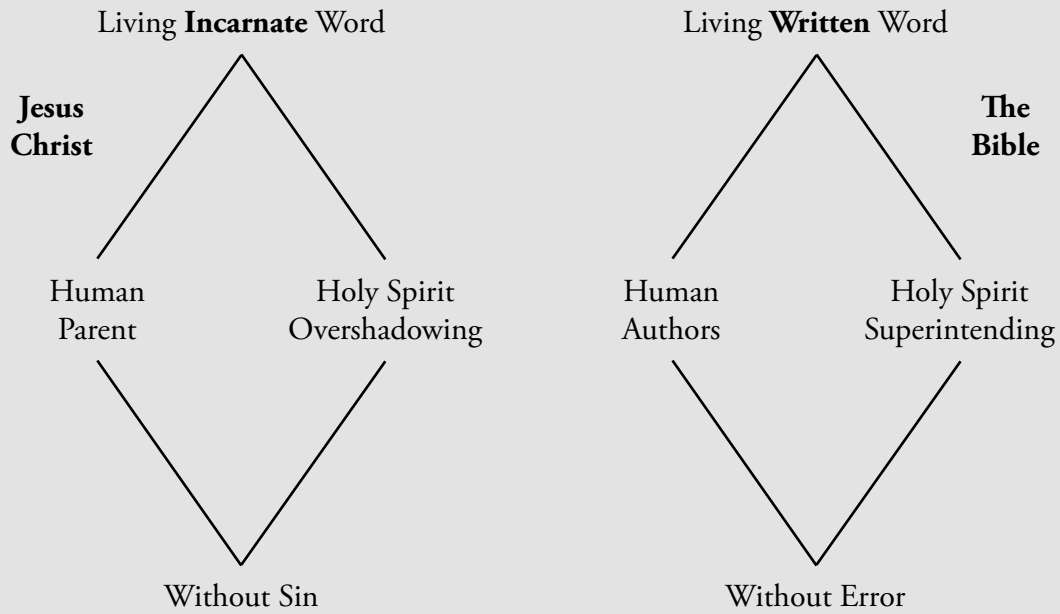 Living Incarnate Word
Jesus
Christ
Human
Parent
Holy Spirit
Overshadowing
Without Sin
Living Written Word
The
Bible
Human
Authors
Holy Spirit
Superintending
Without Error